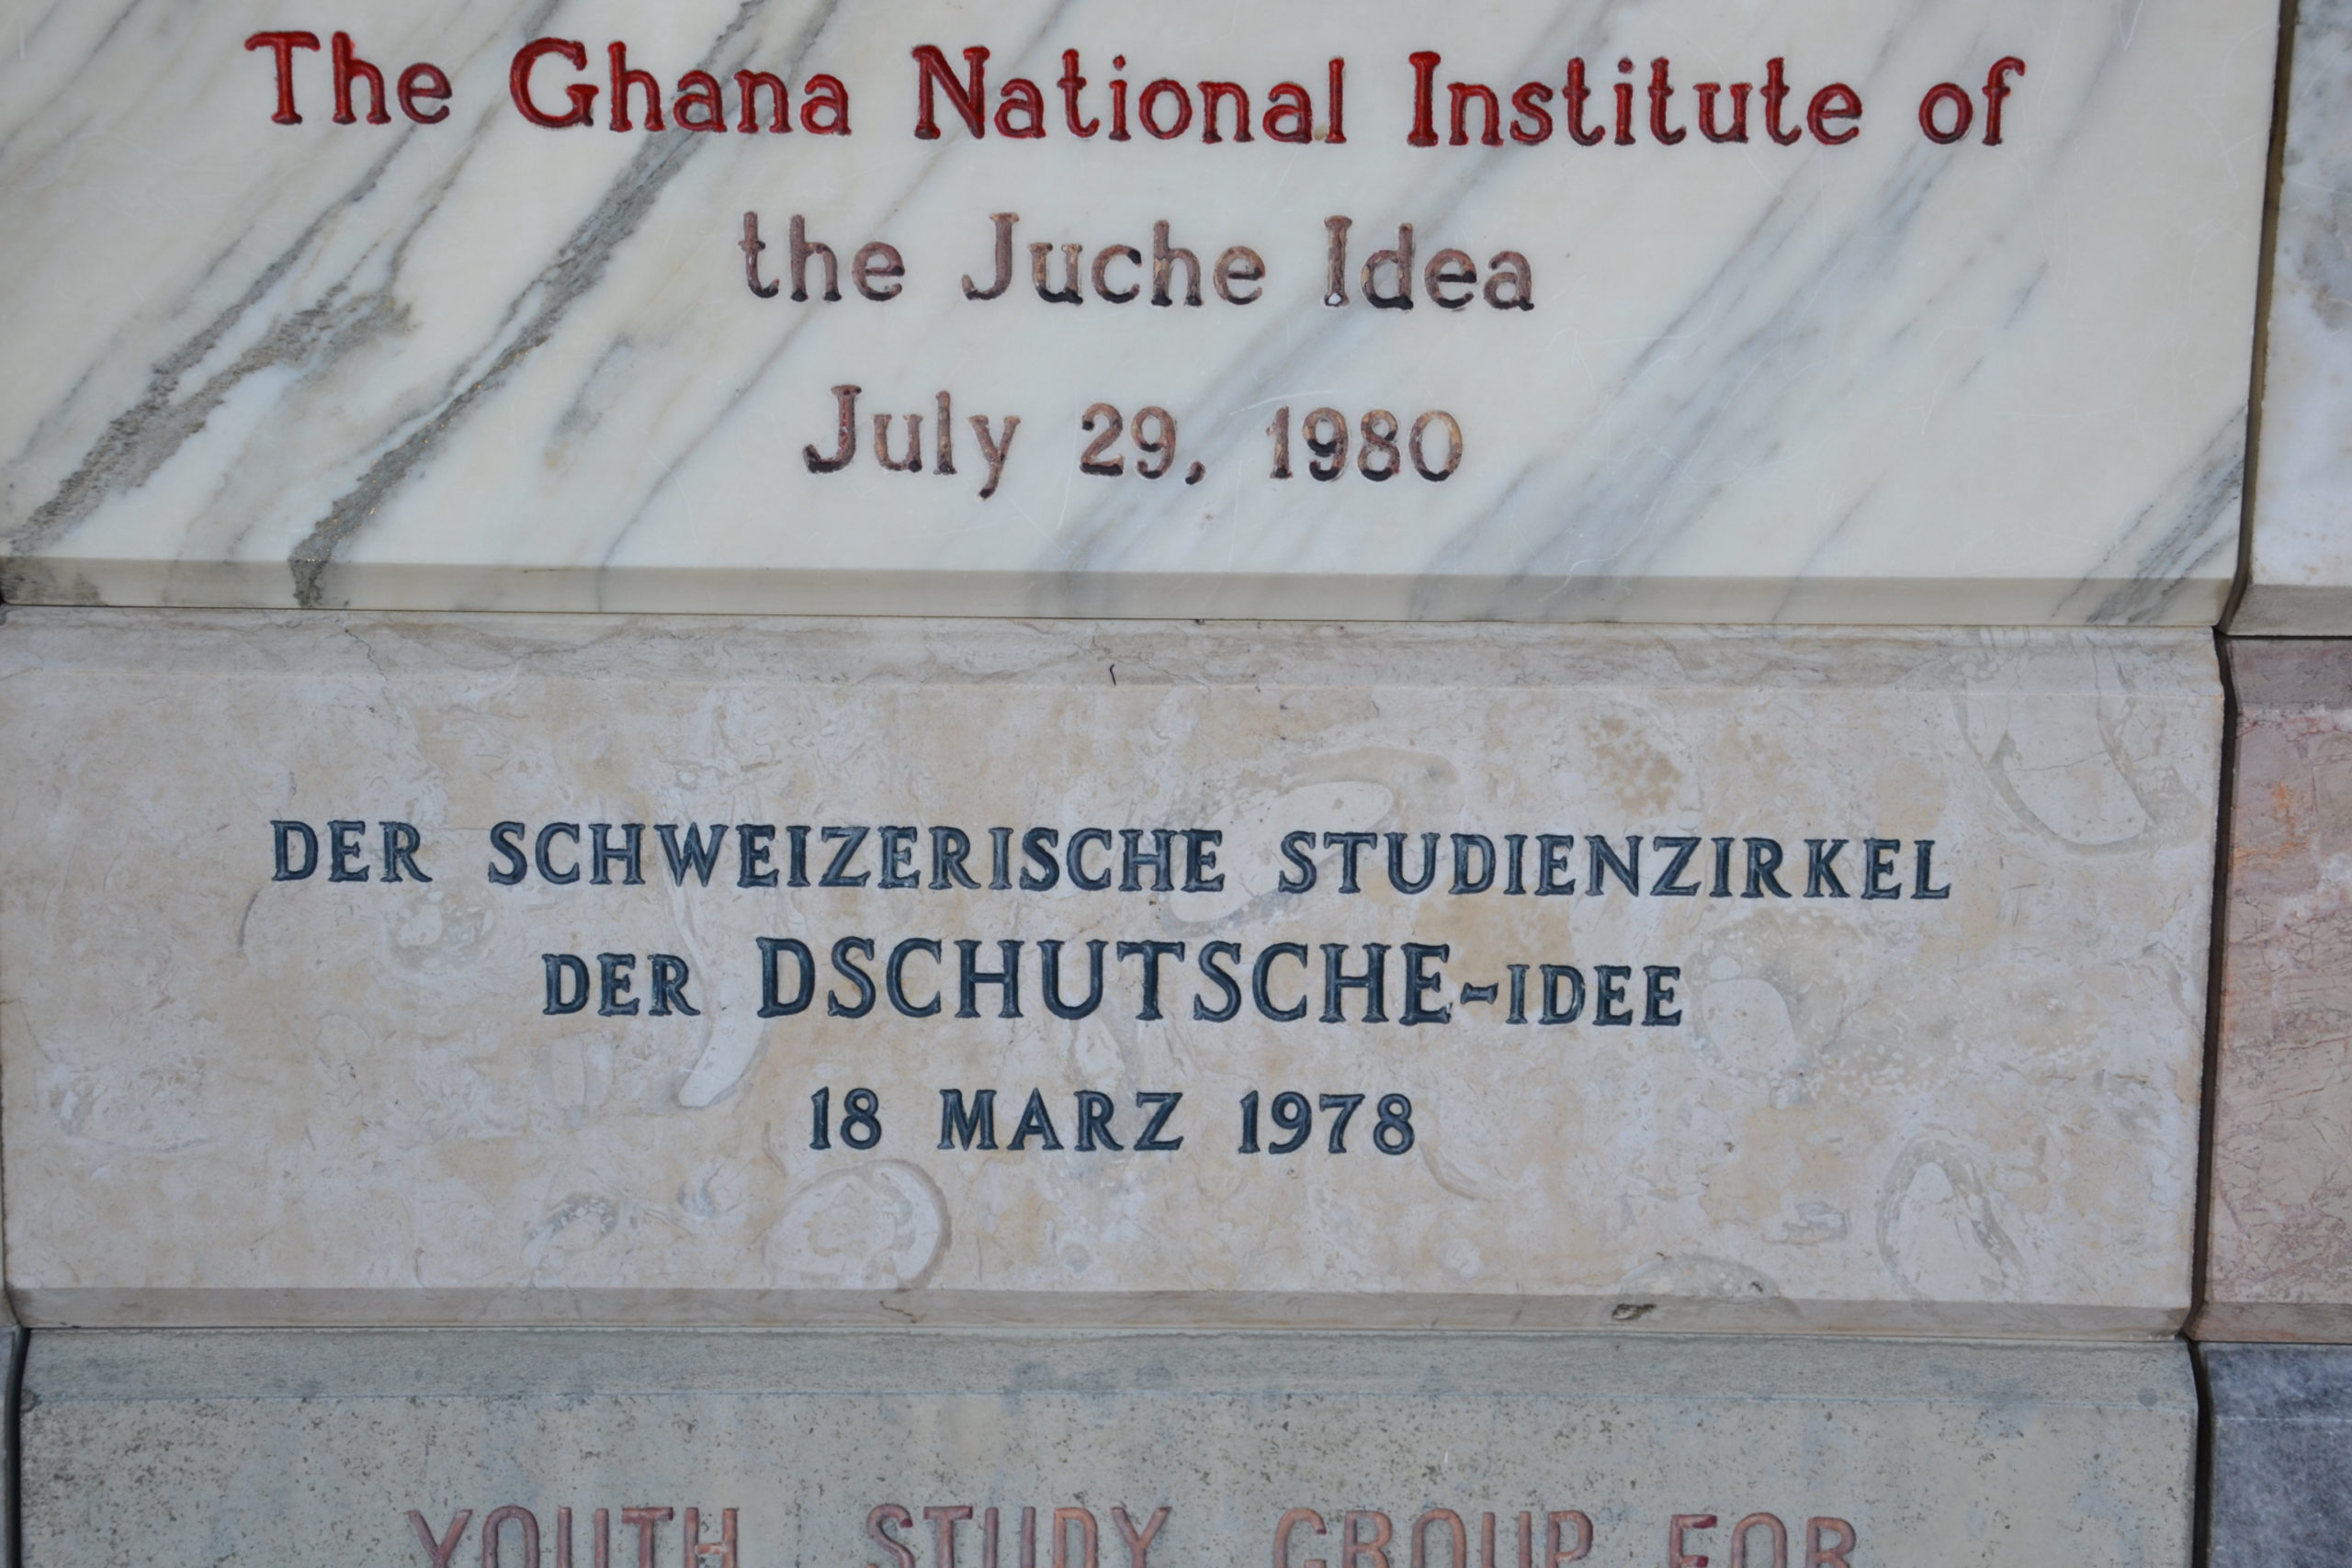 The Ghana National Institute of
the Juche Idea
July 29, 1980
DER SCHWEIZERISCHE STUDIENZIRKEL
DER DSCHUTSCHE-IDEE
18 MARZ 1978
YOUTH STUDY GROUP FOR